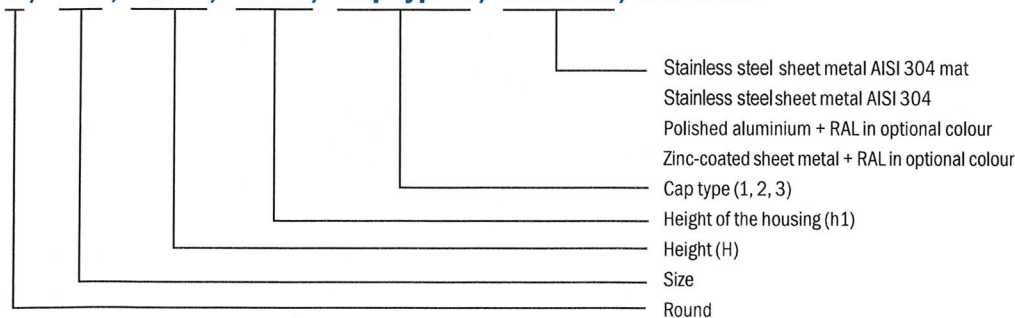 Stainless steel sheet metal AISI 304 mat
Stainless steel sheet metal AISI 304
Polished aluminium + RAL in optional colour
Zinc-coated sheet metal + RAL in optional colour
Cap type (1, 2, 3)
Height of the housing (h1)
Height (H)
Size
Round